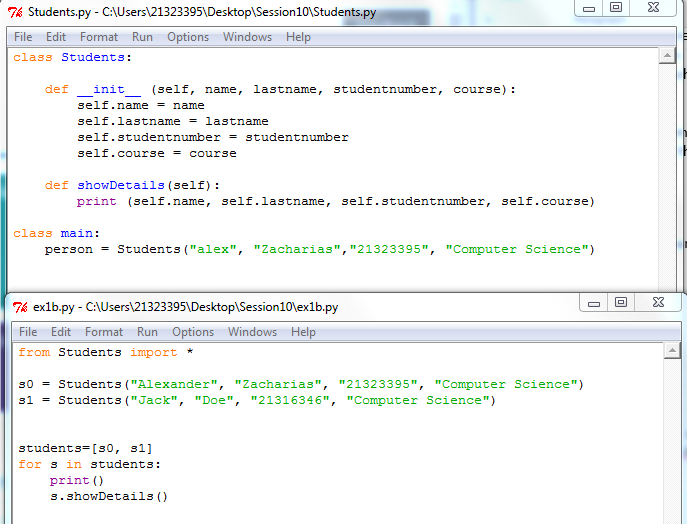 Students.py - C:\Users\21323395\Desktop\Session10\Students.py
File Edit Format Run Options Windows Help
class Students:
def __init__ (self, name, lastname, studentnumber, course):
self.name = name
self.lastname = lastname
self.studentnumber = studentnumber
self.course = course
def showDetails(self):
print (self.name, self.lastname, self.studentnumber, self.course)
class main:
person = Students("alex", "Zacharias","21323395", "Computer Science")
ex1b.py - C:\Users\21323395\Desktop\Session10\ex1b.py
File Edit Format Run Options Windows Help
from Students import *
s0 = Students("Alexander", "Zacharias", "21323395", "Computer Science")
s1 = Students("Jack", "Doe", "21316346", "Computer Science")
students=[s0, s1]
for s in students:
print()
s.showDetails()